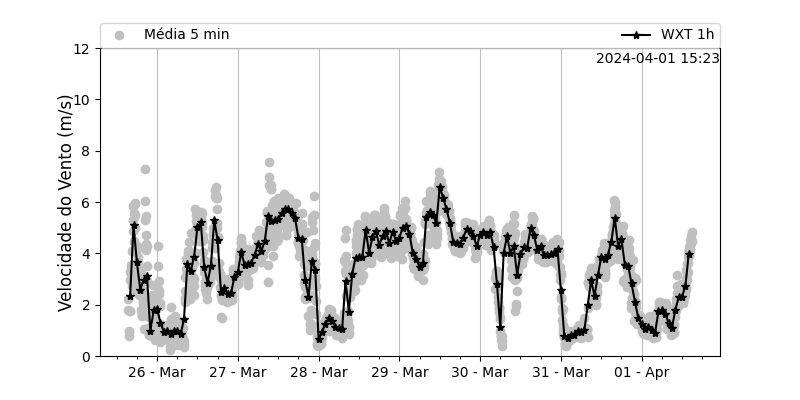 Média 5 min
WXT 1h
2024-04-01 15:23
Velocidade do Vento (m/s)
12
10
8
6
4
2
0
26 - Mar
27 - Mar
28 - Mar
29 - Mar
30 - Mar
31 - Mar
01 - Apr